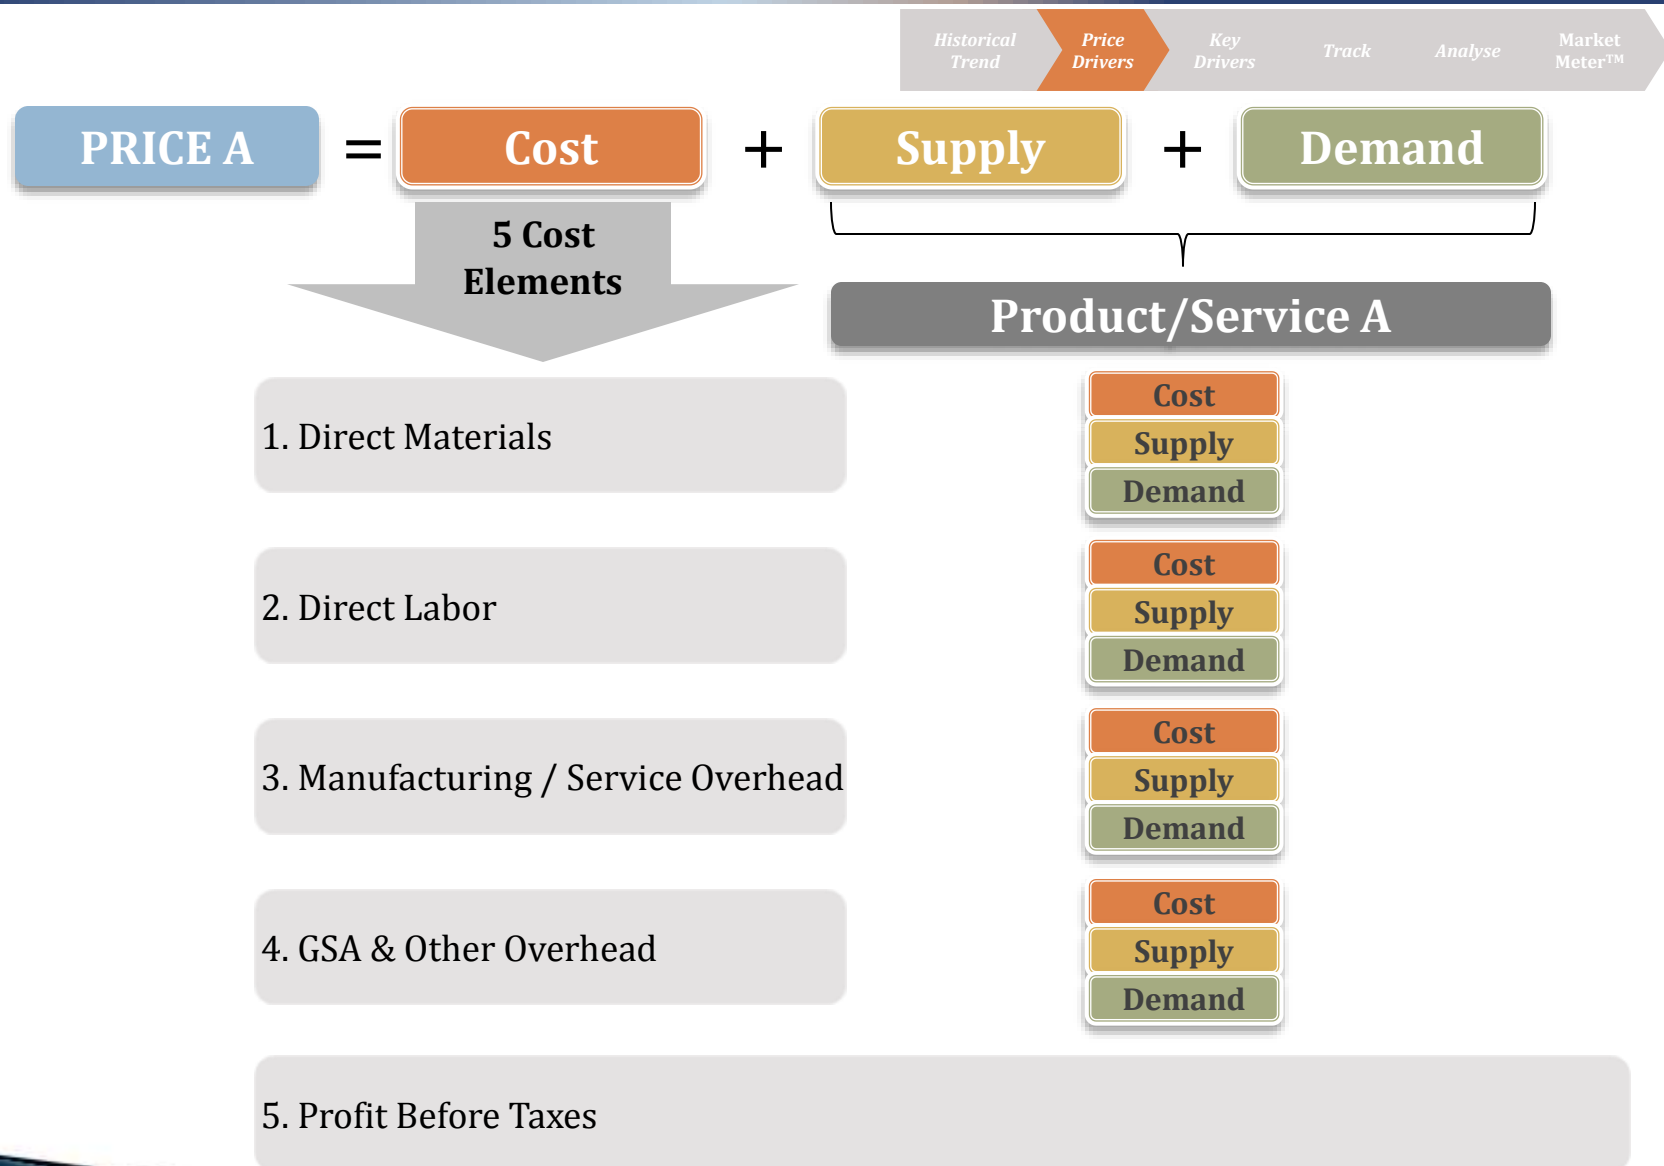 Historical
Trend
Price
Drivers
Key
Drivers
Track
Analyse
Market
Meter™
PRICE A
=
Cost
+
Supply
+
Demand
5 Cost
Elements
Product/Service A
1. Direct Materials
Cost
Supply
Demand
2. Direct Labor
Cost
Supply
Demand
3. Manufacturing / Service Overhead
Cost
Supply
Demand
4. GSA & Other Overhead
Cost
Supply
Demand
5. Profit Before Taxes